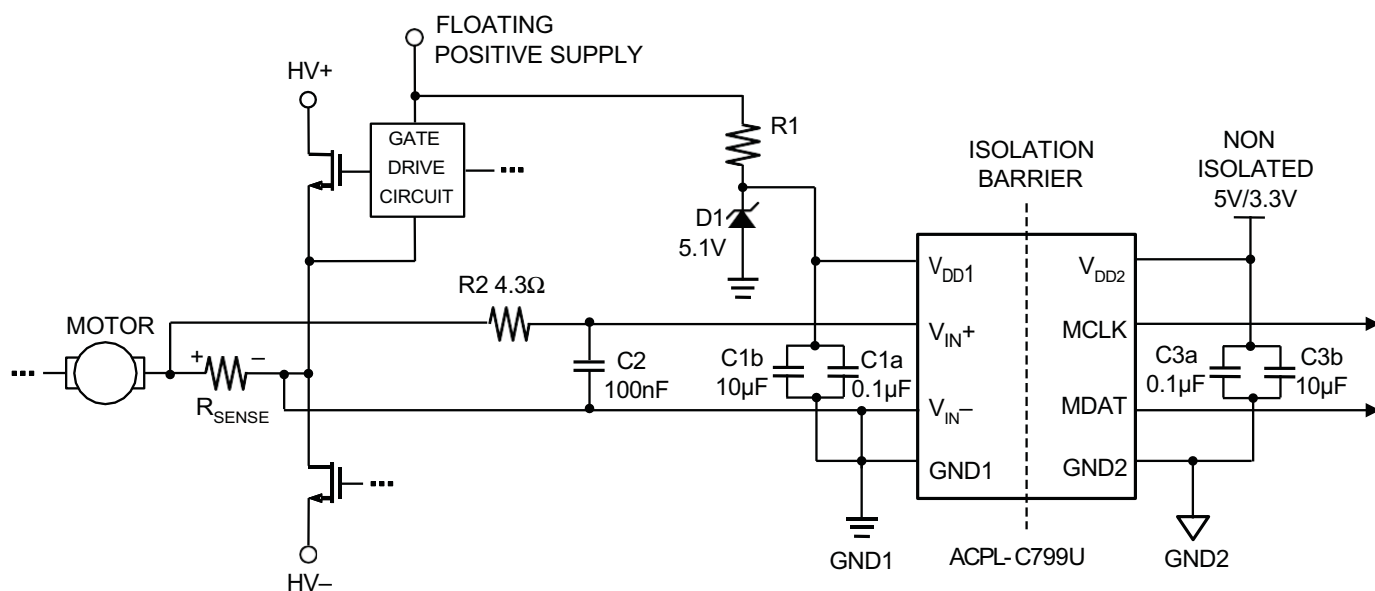 FLOATING
POSITIVE SUPPLY
HV+
GATE
DRIVE
CIRCUIT
R1
ISOLATION
BARRIER
NON
ISOLATED
5V/3.3V
D1
5.1V
VDD1
VDD2
R2 4.3Ω
MOTOR
VIN+
MCLK
+
–
RSENSE
C2
100nF
C1b
10µF
C1a
0.1µF
C3a
0.1µF
C3b
10µF
VIN–
MDAT
GND1
GND2
GND1
ACPL-C799U
GND2
HV–